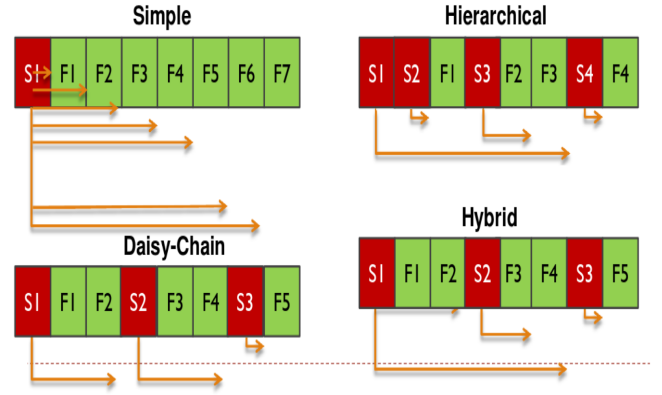 Simple
S1 F1 F2 F3 F4 F5 F6 F7
Hierarchical
S1 S2 F1 S3 F2 F3 S4 F4
Daisy-Chain
S1 F1 F2 S2 F3 F4 S3 F5
Hybrid
S1 F1 F2 S2 F3 F4 S3 F5